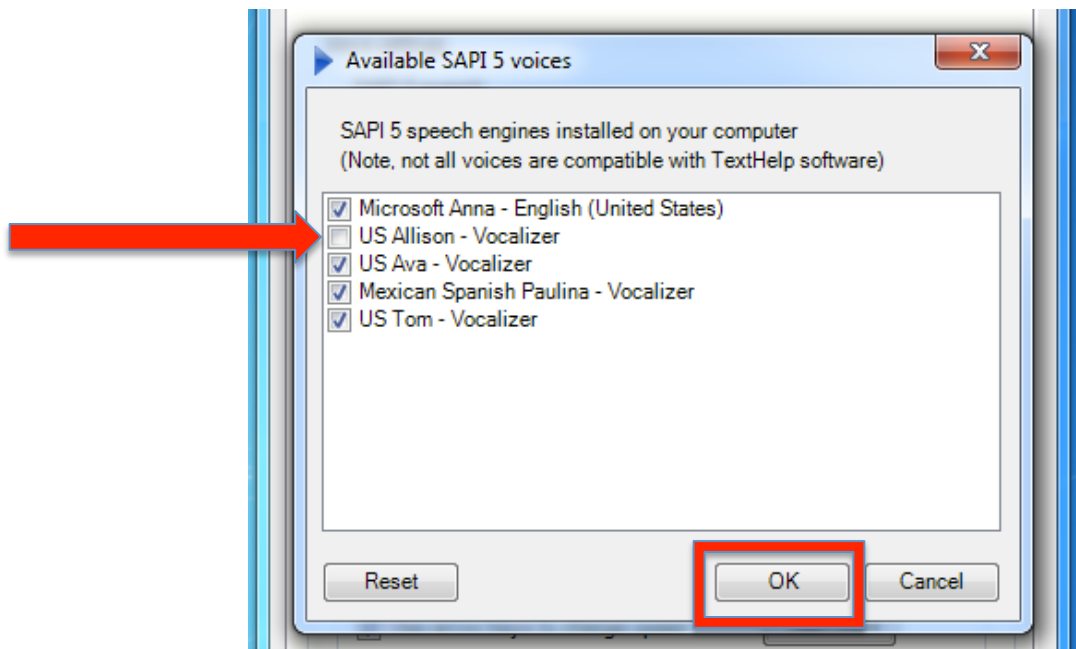 Available SAPI 5 voices
SAPI 5 speech engines installed on your computer
(Note, not all voices are compatible with TextHelp software)
Microsoft Anna - English (United States)
US Allison - Vocalizer
US Ava - Vocalizer
Mexican Spanish Paulina - Vocalizer
US Tom - Vocalizer
Reset OK Cancel